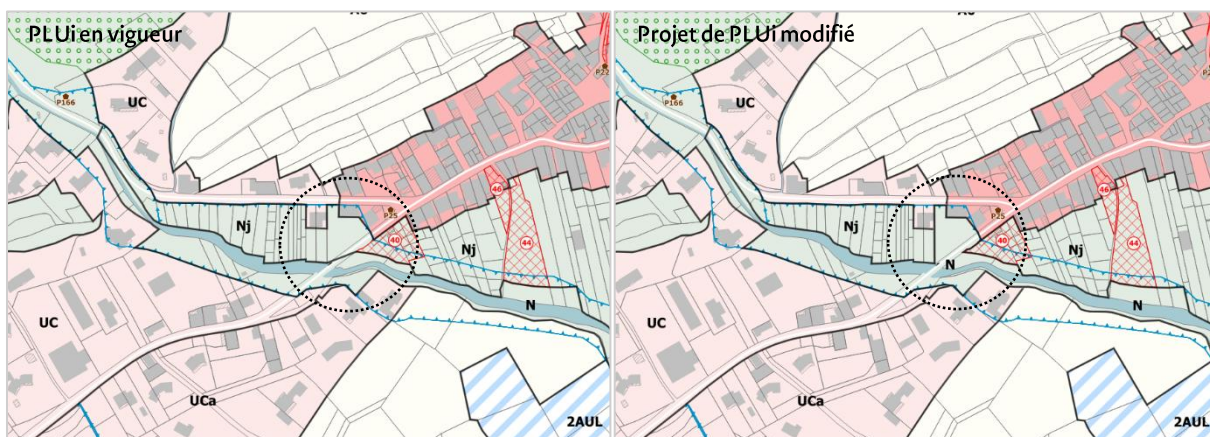 PLUi en vigueur
P166
UC
P22
46
P25
Nj
40
Nj
44
N
UC
UCa
2AUL
Projet de PLUi modifié
P166
UC
46
P25
Nj
40
Nj
44
N
N
UC
UCa
2AUL